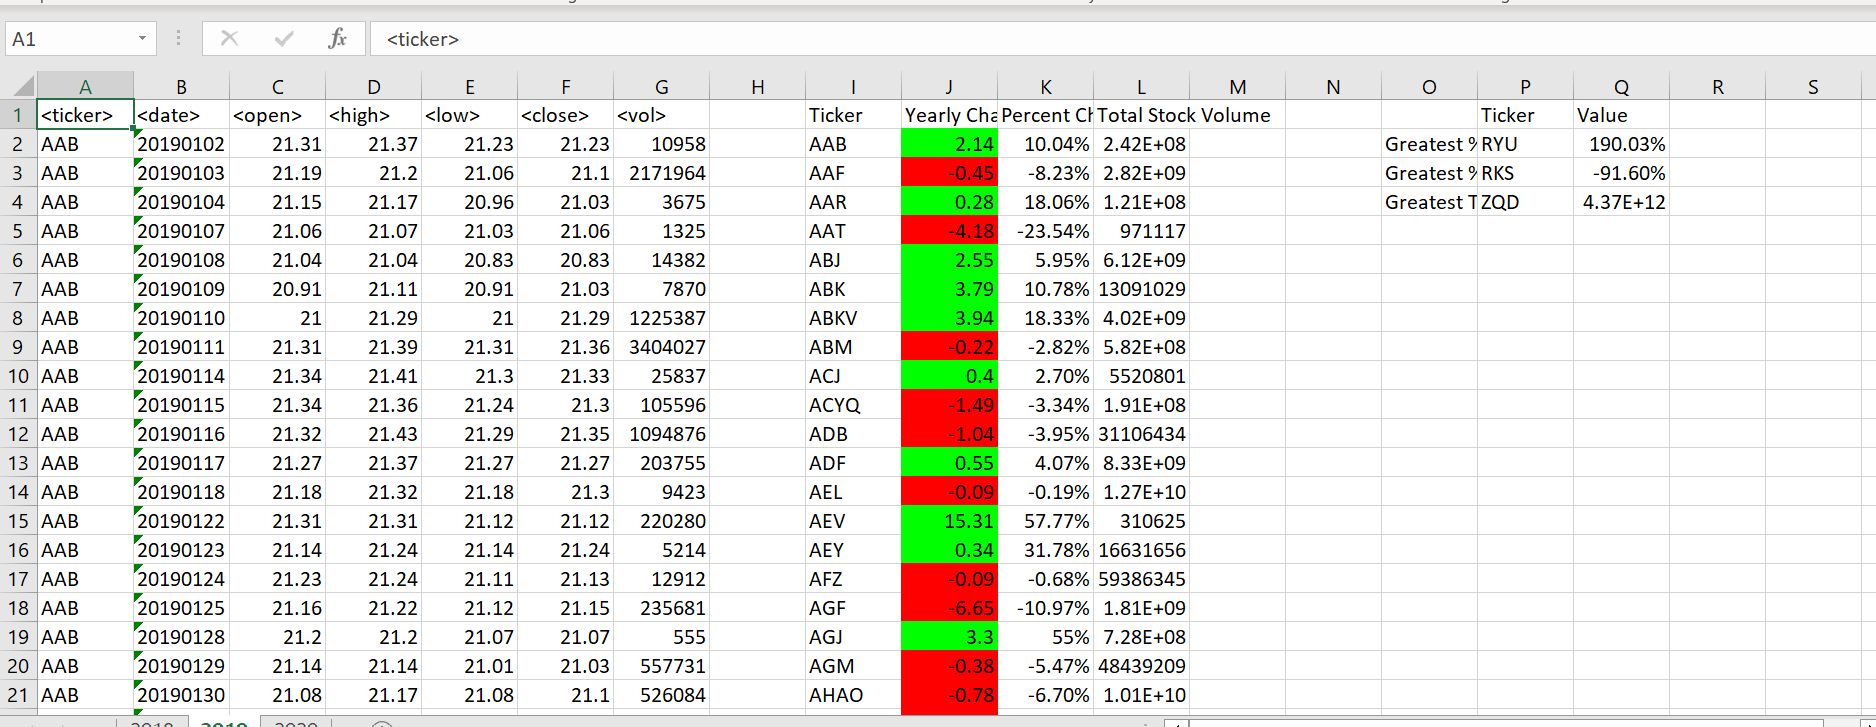 A1 fx <ticker>
A B C D E F G H I J K L M N O P Q R S
1 <ticker> <date> <open> <high> <low> <close> <vol> Ticker Yearly Cha Percent Ch Total Stock Volume Ticker Value
2 AAB 20190102 21.31 21.37 21.23 21.23 10958 AAB 2.14 10.04% 2.42E+08 Greatest % RYU 190.03%
3 AAB 20190103 21.19 21.2 21.06 21.1 2171964 AAF -0.45 -8.23% 2.82E+09 Greatest % RKS -91.60%
4 AAB 20190104 21.15 21.17 20.96 21.03 3675 AAR 0.28 18.06% 1.21E+08 Greatest T ZQD 4.37E+12
5 AAB 20190107 21.06 21.07 21.03 21.06 1325 AAT -4.18 -23.54% 971117
6 AAB 20190108 21.04 21.04 20.83 20.83 14382 ABJ 2.55 5.95% 6.12E+09
7 AAB 20190109 20.91 21.11 20.91 21.03 7870 ABK 3.79 10.78% 13091029
8 AAB 20190110 21 21.29 21 21.29 1225387 ABKV 3.94 18.33% 4.02E+09
9 AAB 20190111 21.31 21.39 21.31 21.36 3404027 ABM -0.22 -2.82% 5.82E+08
10 AAB 20190114 21.34 21.41 21.3 21.33 25837 ACJ 0.4 2.70% 5520801
11 AAB 20190115 21.34 21.36 21.24 21.3 105596 ACYQ -1.49 -3.34% 1.91E+08
12 AAB 20190116 21.32 21.43 21.29 21.35 1094876 ADB -1.04 -3.95% 31106434
13 AAB 20190117 21.27 21.37 21.27 21.27 203755 ADF 0.55 4.07% 8.33E+09
14 AAB 20190118 21.18 21.32 21.18 21.3 9423 AEL -0.09 -0.19% 1.27E+10
15 AAB 20190122 21.31 21.31 21.12 21.12 220280 AEV 15.31 57.77% 310625
16 AAB 20190123 21.14 21.24 21.14 21.24 5214 AEY 0.34 31.78% 16631656
17 AAB 20190124 21.23 21.24 21.11 21.13 12912 AFZ -0.09 -0.68% 59386345
18 AAB 20190125 21.16 21.22 21.12 21.15 235681 AGF -6.65 -10.97% 1.81E+09
19 AAB 20190128 21.2 21.2 21.07 21.07 555 AGJ 3.3 55% 7.28E+08
20 AAB 20190129 21.14 21.14 21.01 21.03 557731 AGM -0.38 -5.47% 48439209
21 AAB 20190130 21.08 21.17 21.08 21.1 526084 AHAO -0.78 -6.70% 1.01E+10
2018 2019 2020